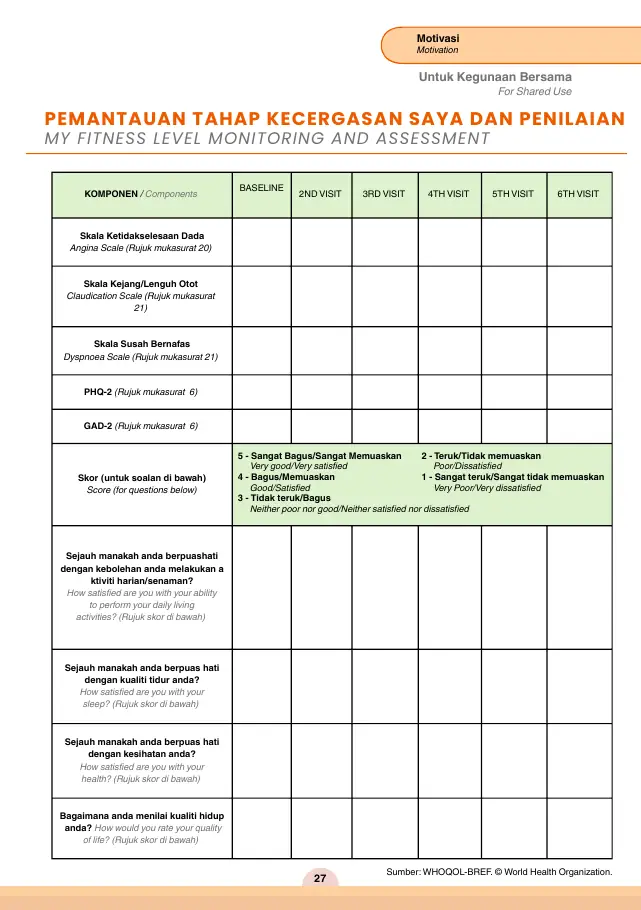 Motivasi
Motivation
Untuk Kegunaan Bersama
For Shared Use
PEMANTAUAN TAHAP KECERGASAN SAYA DAN PENILAIAN
MY FITNESS LEVEL MONITORING AND ASSESSMENT
KOMPONEN / Components
BASELINE
2ND VISIT
3RD VISIT
4TH VISIT
5TH VISIT
6TH VISIT
Skala Ketidakselesaan Dada
Angina Scale (Rujuk mukasurat 20)
Skala Kejang/Lenguh Otot
Claudication Scale (Rujuk mukasurat
21)
Skala Susah Bernafas
Dyspnoea Scale (Rujuk mukasurat 21)
PHQ-2 (Rujuk mukasurat 6)
GAD-2 (Rujuk mukasurat 6)
Skor (untuk soalan di bawah)
Score (for questions below)
5 - Sangat Bagus/Sangat Memuaskan
Very good/Very satisfied
4 - Bagus/Memuaskan
Good/Satisfied
3 - Tidak teruk/Bagus
Neither poor nor good/Neither satisfied nor dissatisfied
2 - Teruk/Tidak memuaskan
Poor/Dissatisfied
1 - Sangat teruk/Sangat tidak memuaskan
Very Poor/Very dissatisfied
Sejauh manakah anda berpuashati
dengan kebolehan anda melakukan a
ktiviti harian/senaman?
How satisfied are you with your ability
to perform your daily living
activities? (Rujuk skor di bawah)
Sejauh manakah anda berpuas hati
dengan kualiti tidur anda?
How satisfied are you with your
sleep? (Rujuk skor di bawah)
Sejauh manakah anda berpuas hati
dengan kesihatan anda?
How satisfied are you with your
health? (Rujuk skor di bawah)
Bagaimana anda menilai kualiti hidup
anda? How would you rate your quality
of life? (Rujuk skor di bawah)
Sumber: WHOQOL-BREF. © World Health Organization.
27